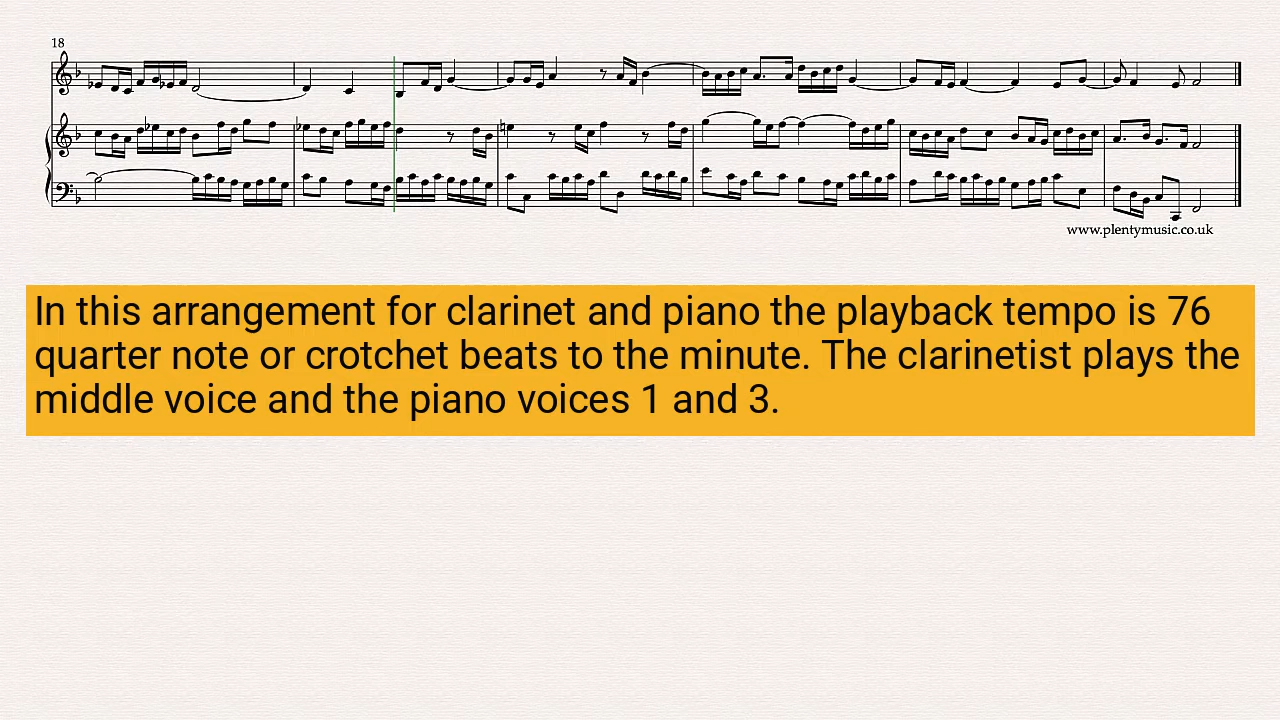 18
www.plentymusic.co.uk
In this arrangement for clarinet and piano the playback tempo is 76
quarter note or crotchet beats to the minute. The clarinetist plays the
middle voice and the piano voices 1 and 3.